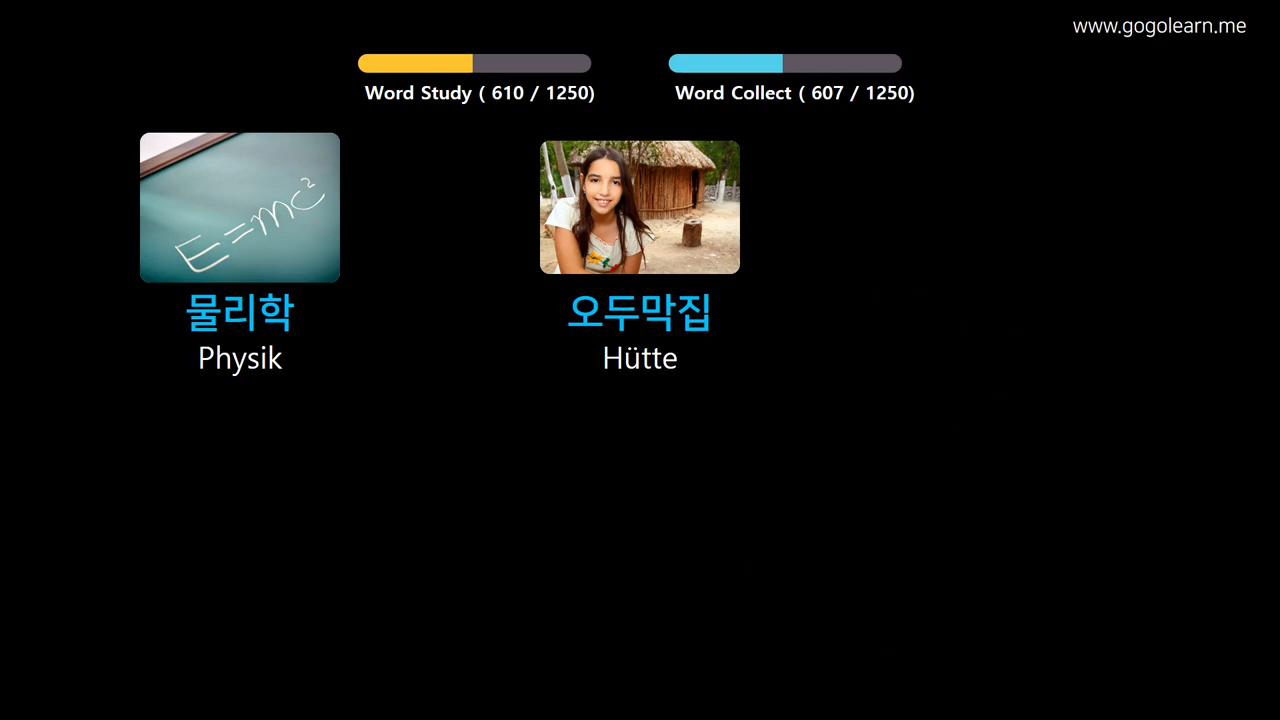 www.gogolearn.me
Word Study ( 610 / 1250)
Word Collect ( 607 / 1250)
E=mc²
물리학
오두막집
Physik
Hütte